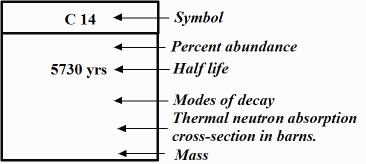 C 14 Symbol
Percent abundance
5730 yrs Half life
Modes of decay
Thermal neutron absorption
cross-section in barns.
Mass